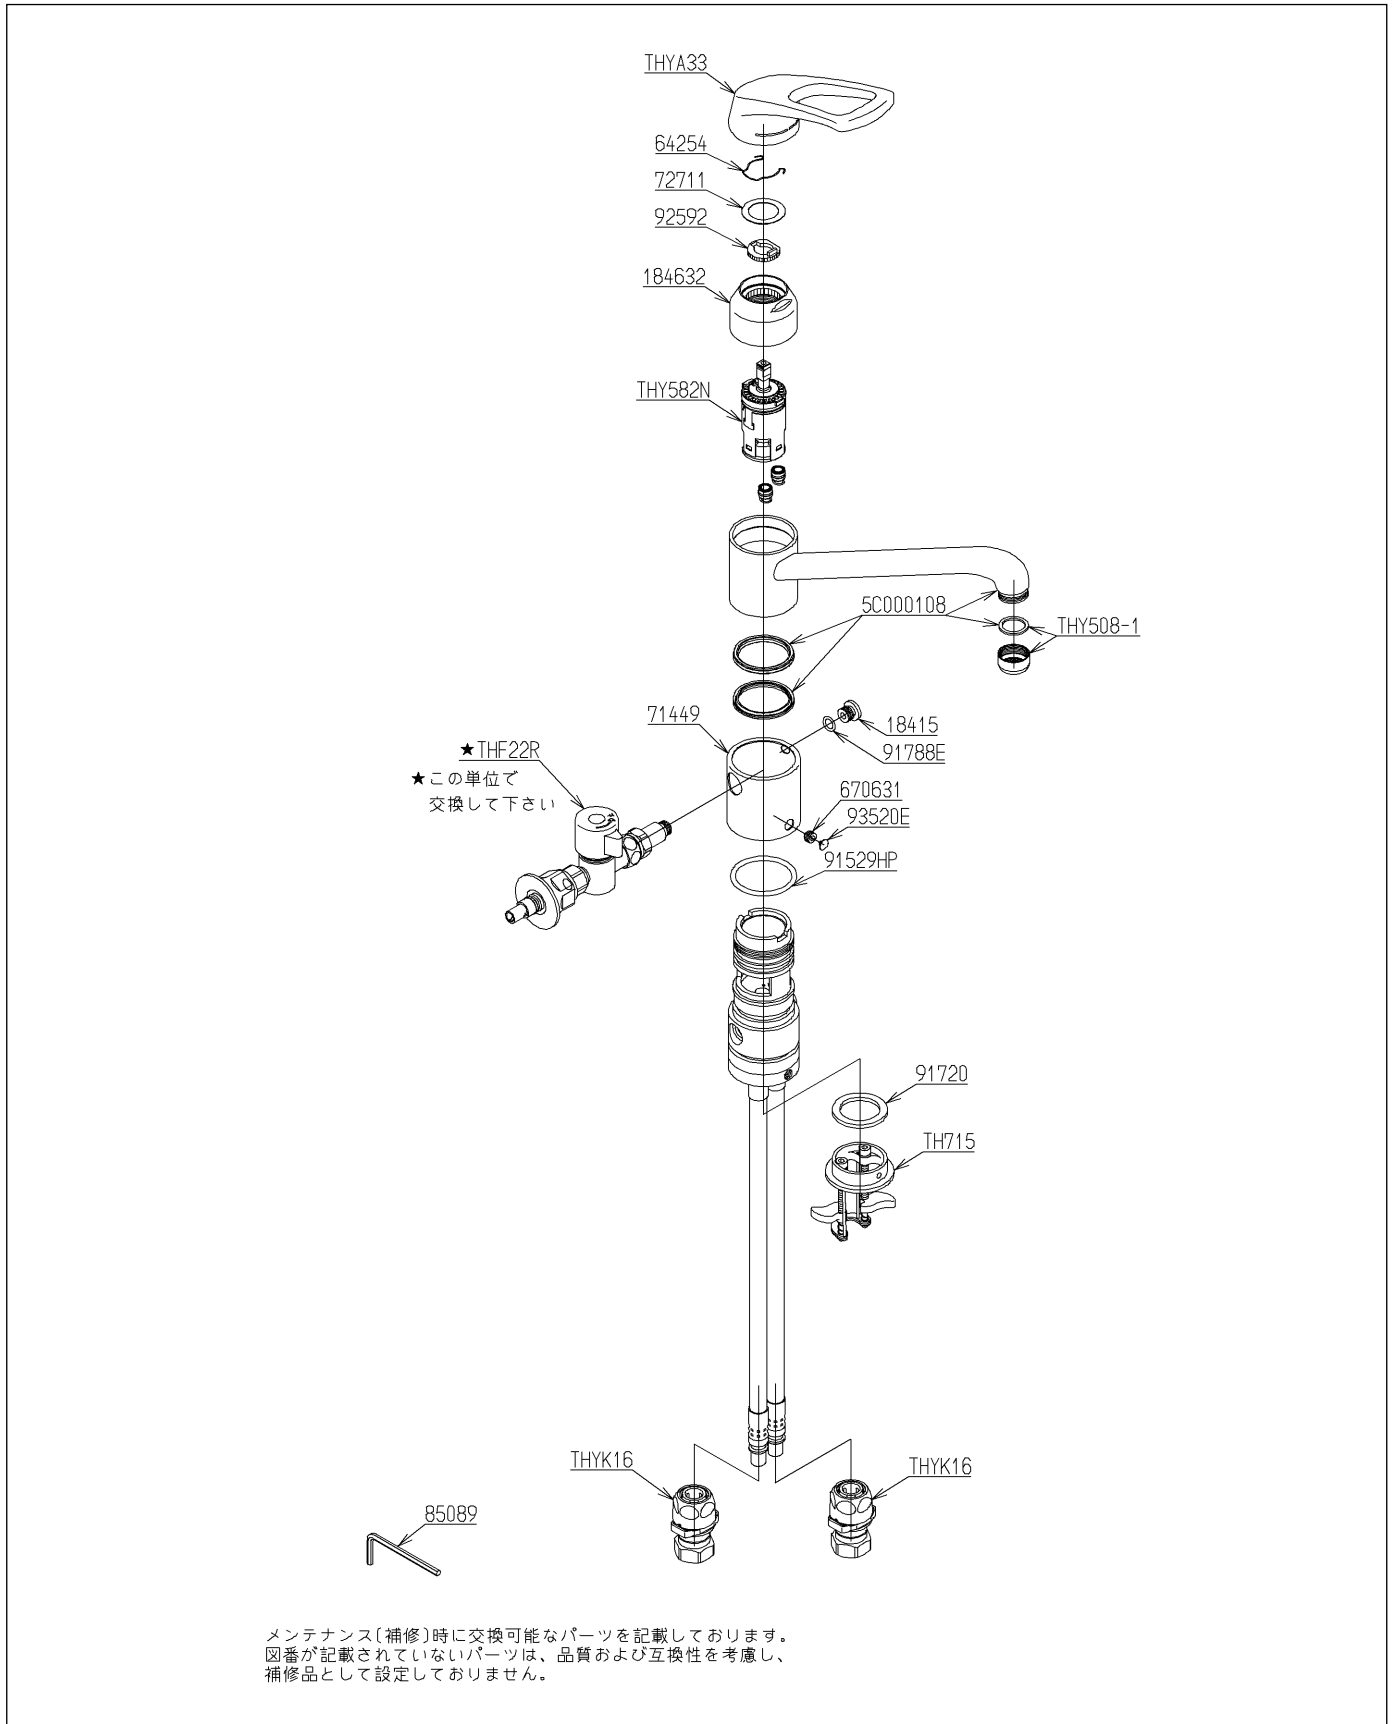 THYA33
64254
72711
92592
184632
THY582N
5C000108
THY508-1
71449
18415
91788E
★THF22R
★この単位で
交換して下さい
670631
93520E
91529HP
91720
TH715
THYK16
THYK16
85089
メンテナンス〔補修〕時に交換可能なパーツを記載しております。
図番が記載されていないパーツは、品質および互換性を考慮し、
補修品として設定しておりません。